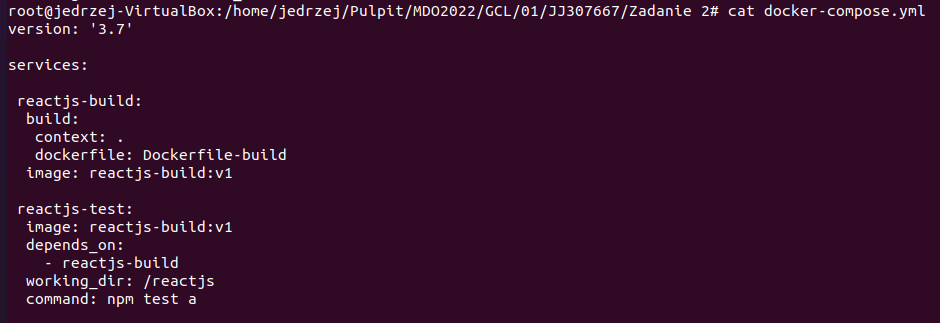 root@jedrzej-VirtualBox:/home/jedrzej/Pulpit/MDO2022/GCL/01/JJ307667/Zadanie 2# cat docker-compose.yml
version: '3.7'

services:

 reactjs-build:
  build:
   context: .
   dockerfile: Dockerfile-build
  image: reactjs-build:v1

 reactjs-test:
  image: reactjs-build:v1
  depends_on:
    - reactjs-build
  working_dir: /reactjs
  command: npm test a